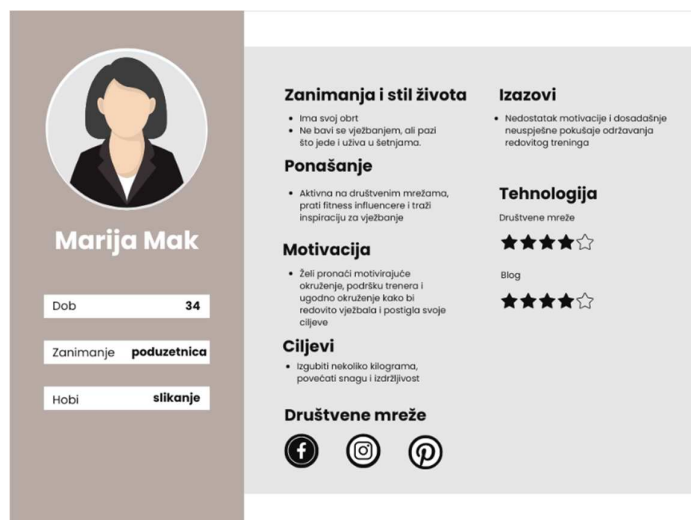 Marija Mak
Dob 34
Zanimanje poduzetnica
Hobi slikanje
Zanimanja i stil života
• Ima svoj obrt
• Ne bavi se vježbanjem, ali pazi
što jede i uživa u šetnjama.
Ponašanje
• Aktivna na društvenim mrežama,
prati fitness influencere i traži
inspiraciju za vježbanje
Motivacija
• Želi pronaći motivirajuće
okruženje, podršku trenera i
ugodno okruženje kako bi
redovito vježbala i postigla svoje
ciljeve
Ciljevi
• Izgubiti nekoliko kilograma,
povećati snagu i izdržljivost
Društvene mreže
Izazovi
• Nedostatak motivacije i dosadašnje
neuspješne pokušaje održavanja
redovitog treninga
Tehnologija
Društvene mreže
Blog